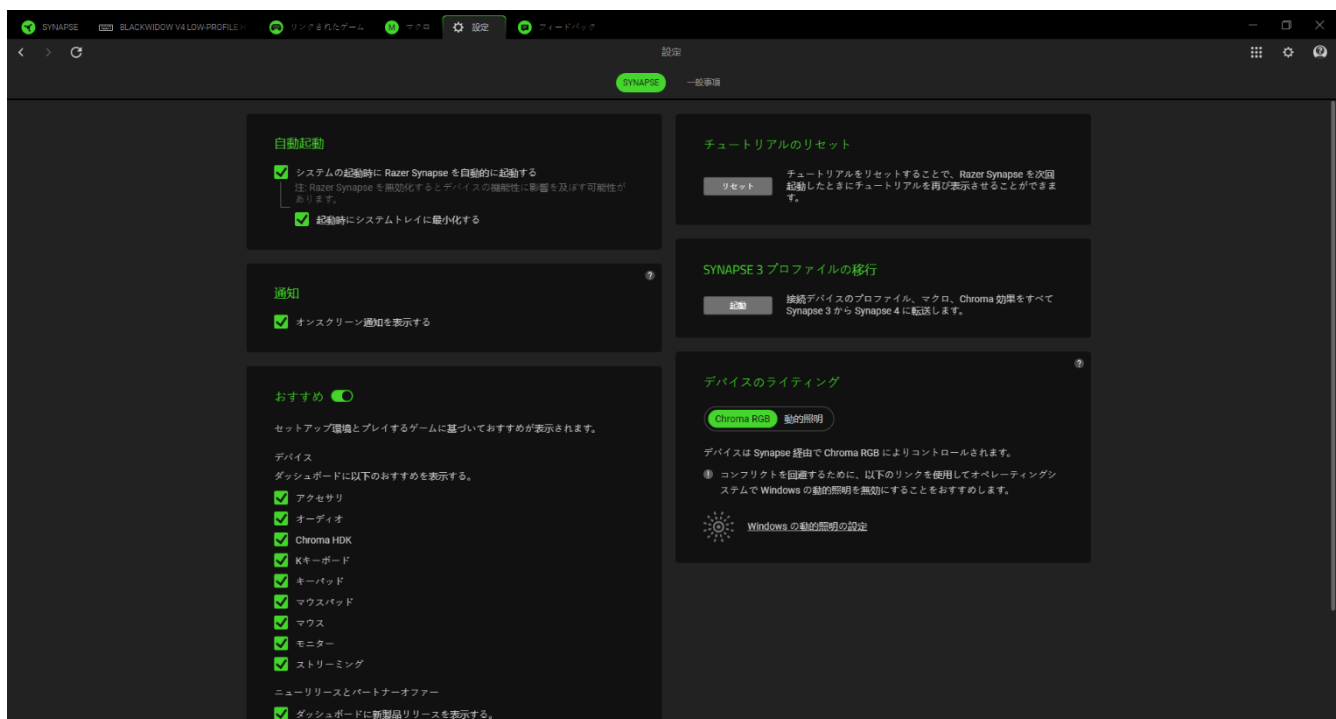 SYNAPSE
BLACKWIDOW V4 LOW-PROFILE H
リンクされたゲーム
マクロ
設定
フィードバック
設定
SYNAPSE
一般事項
自動起動
システムの起動時に Razer Synapse を自動的に起動する
注: Razer Synapse を無効化するとデバイスの機能性に影響を及ぼす可能性が
あります。
起動時にシステムトレイに最小化する
通知
オンスクリーン通知を表示する
おすすめ
セットアップ環境とプレイするゲームに基づいておすすめが表示されます。
デバイス
ダッシュボードに以下のおすすめを表示する。
アクセサリ
オーディオ
Chroma HDK
Kキーボード
キーパッド
マウスパッド
マウス
モニター
ストリーミング
ニューリリースとパートナーオファー
ダッシュボードに新製品リリースを表示する。
チュートリアルのリセット
リセット
チュートリアルをリセットすることで、Razer Synapse を次回
起動したときにチュートリアルを再び表示させることができま
す。
SYNAPSE 3 プロファイルの移行
起動
接続デバイスのプロファイル、マクロ、Chroma 効果をすべて
Synapse 3 から Synapse 4 に転送します。
デバイスのライティング
Chroma RGB
動的照明
デバイスは Synapse 経由で Chroma RGB によりコントロールされます。
コンフリクトを回避するために、以下のリンクを使用してオペレーティングシ
ステムで Windows の動的照明を無効にすることをおすすめします。
Windows の動的照明の設定